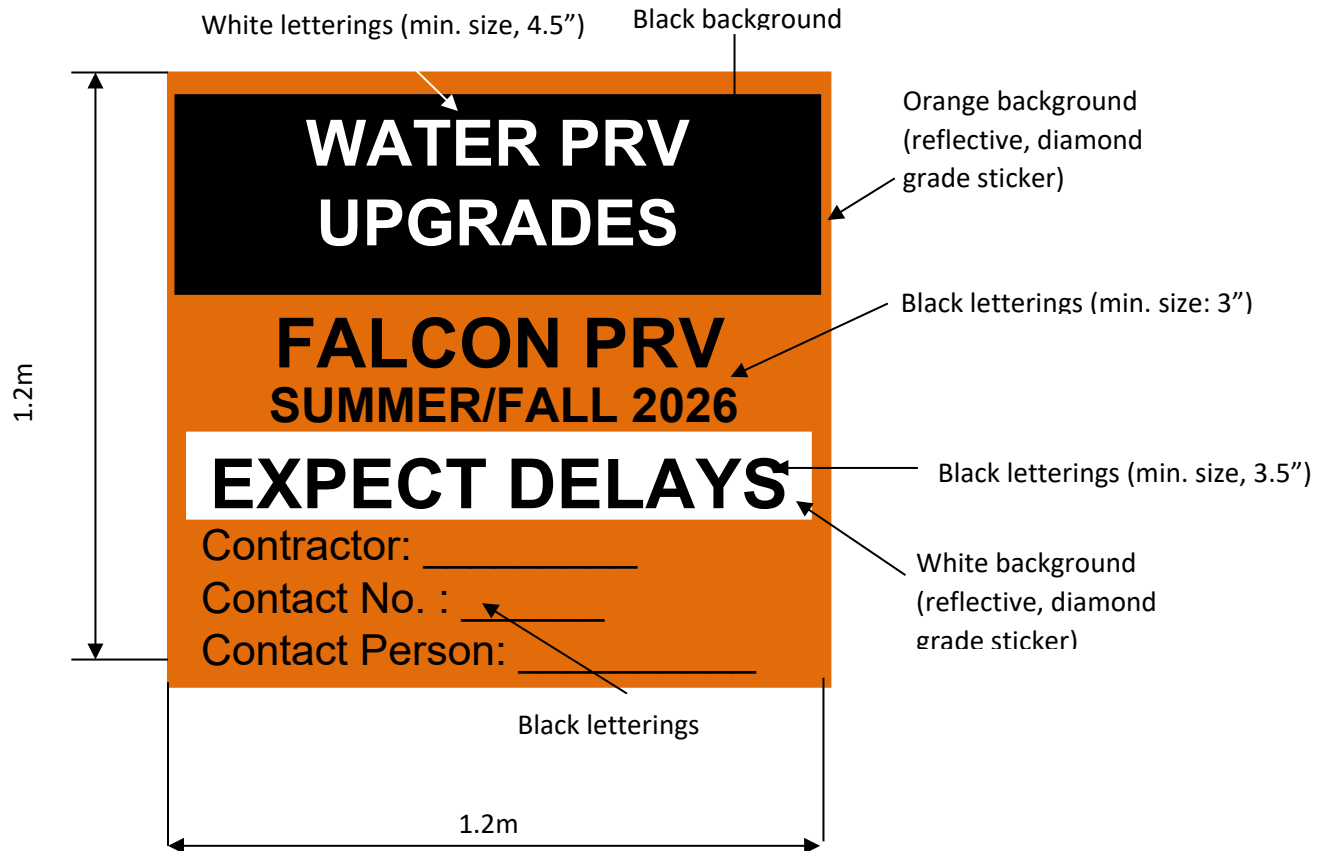 White letterings (min. size, 4.5”)
Black background
WATER PRV
UPGRADES
Orange background
(reflective, diamond
grade sticker)
FALCON PRV
Black letterings (min. size: 3”)
SUMMER/FALL 2026
1.2m
EXPECT DELAYS
Black letterings (min. size, 3.5”)
Contractor: _________
Contact No. : ______
Contact Person: __________
White background
(reflective, diamond
grade sticker)
Black letterings
1.2m